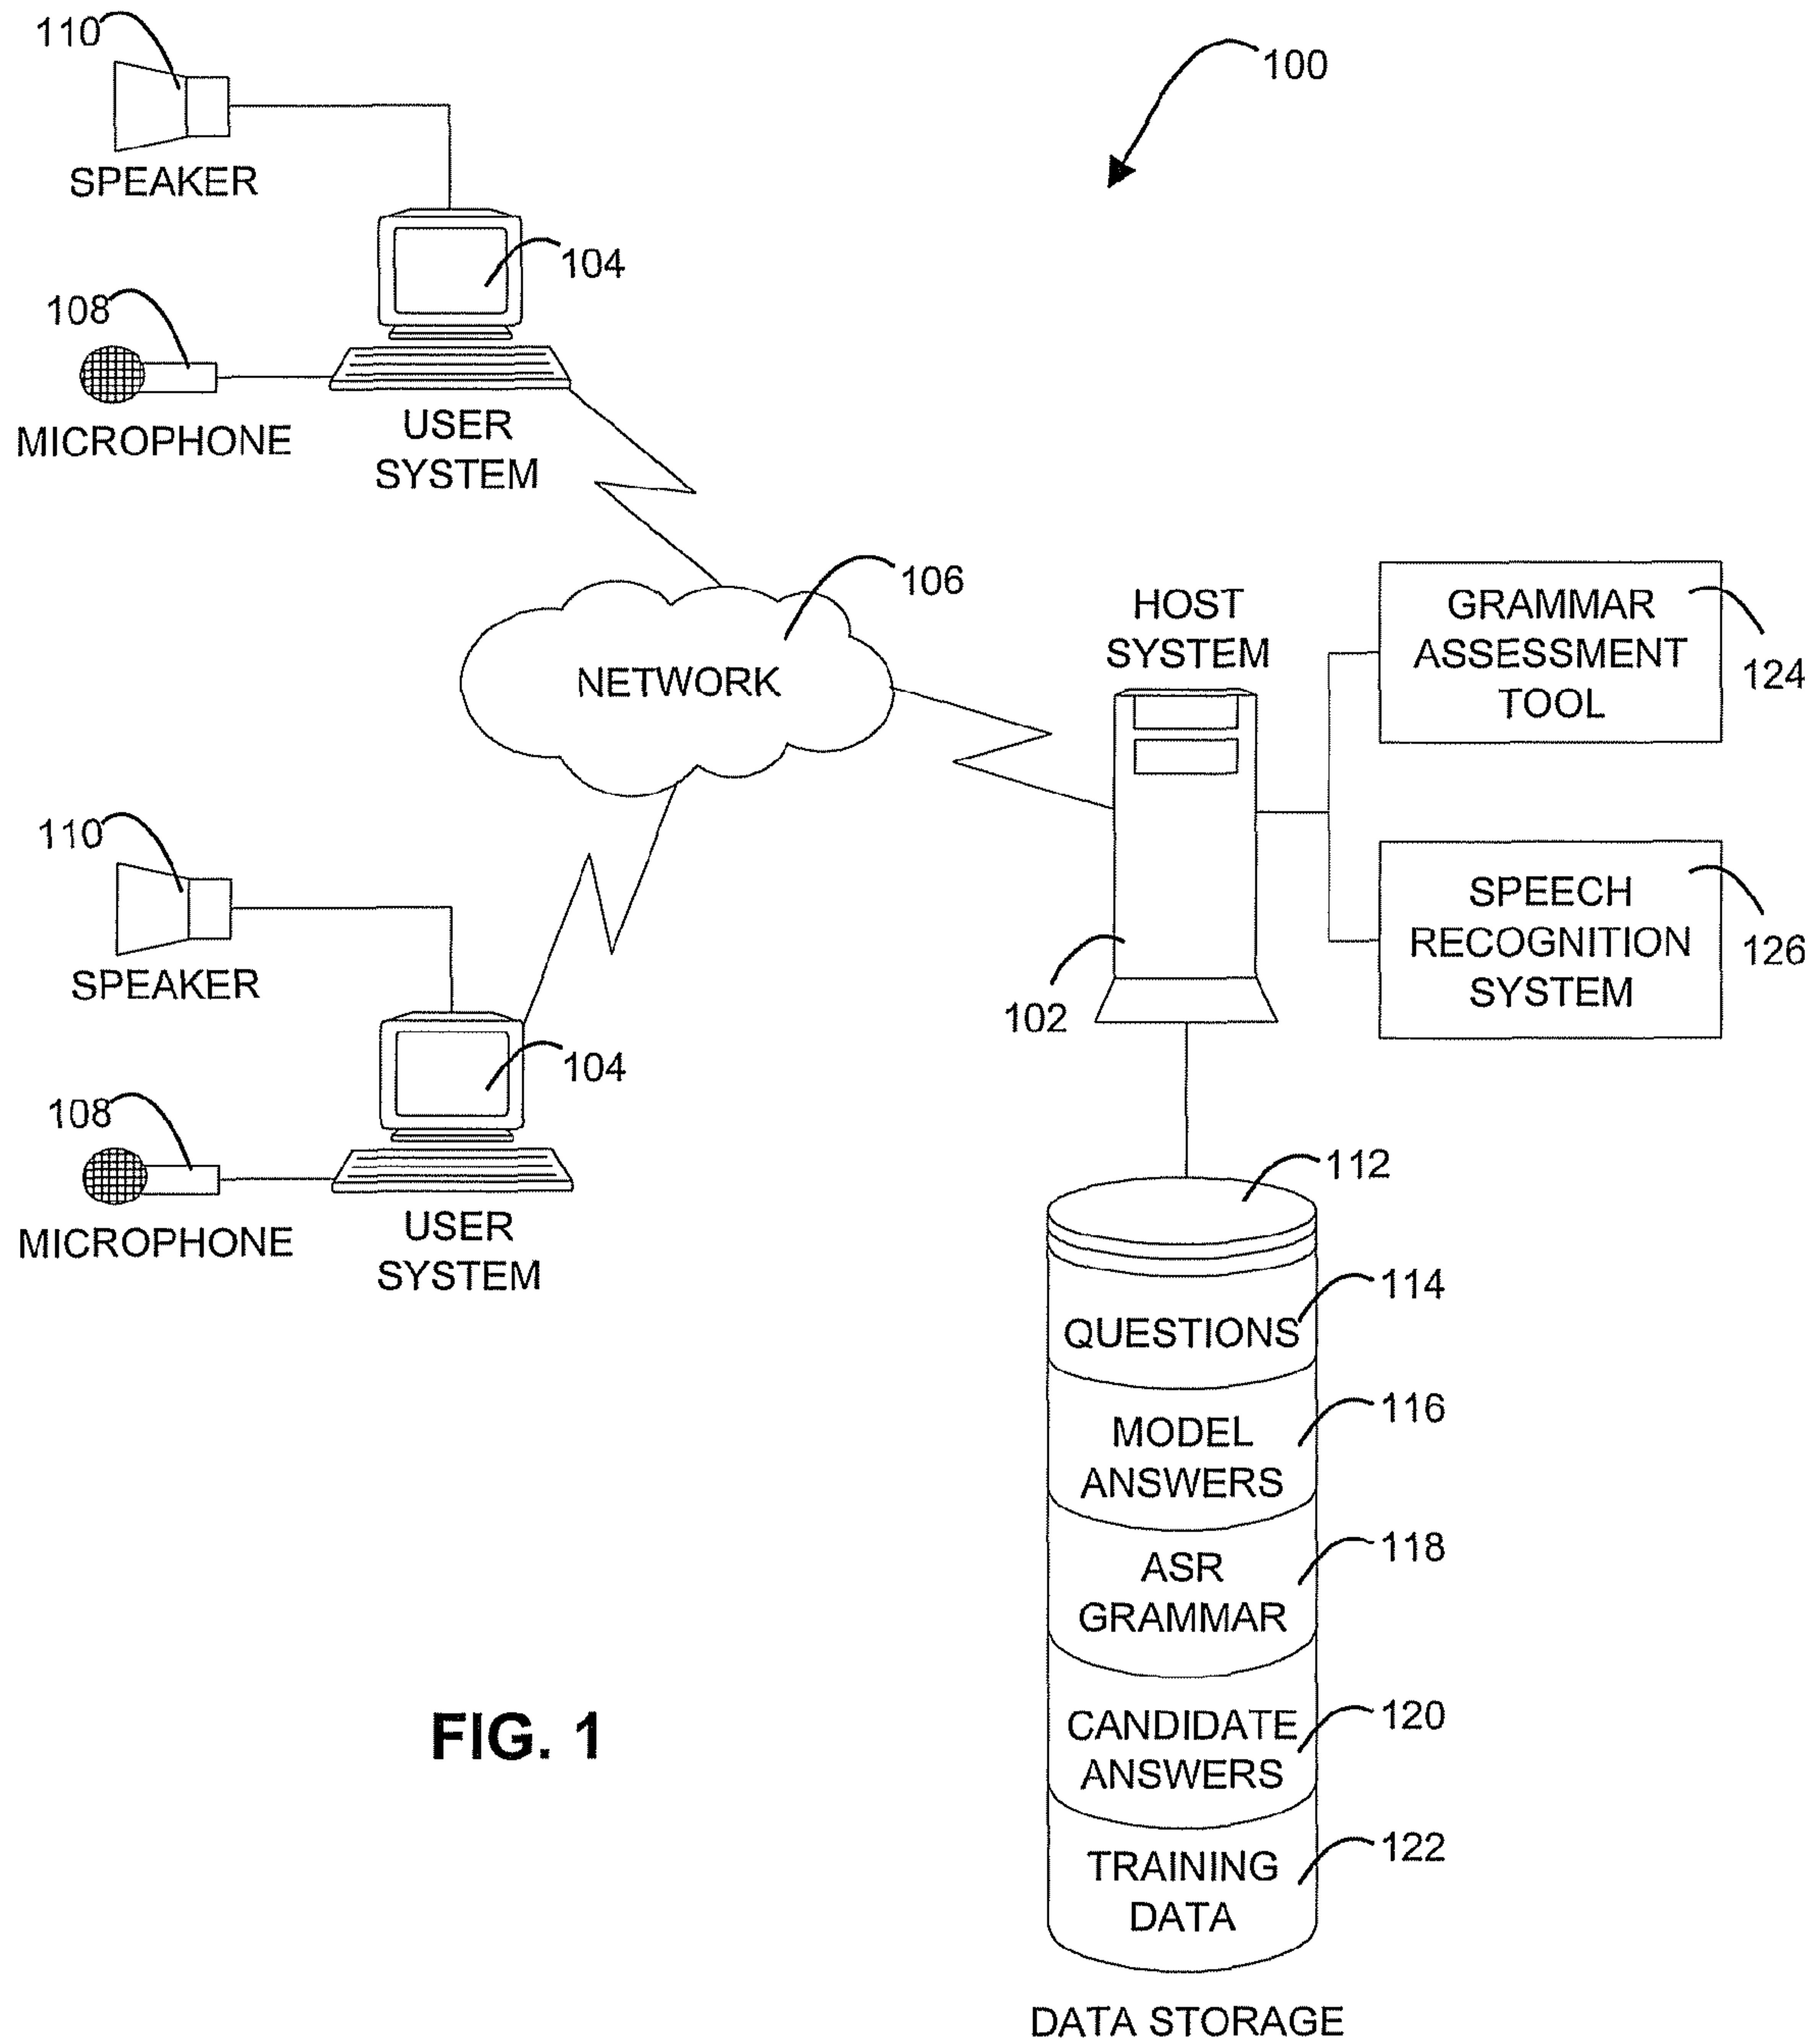 110
100
SPEAKER
104
108
MICROPHONE
USER
SYSTEM
106
NETWORK
HOST
SYSTEM
GRAMMAR
ASSESSMENT
TOOL
124
110
SPEAKER
SPEECH
RECOGNITION
SYSTEM
126
102
104
108
MICROPHONE
USER
SYSTEM
112
114
QUESTIONS
116
MODEL
ANSWERS
118
ASR
GRAMMAR
120
CANDIDATE
ANSWERS
122
TRAINING
DATA
DATA STORAGE
FIG. 1